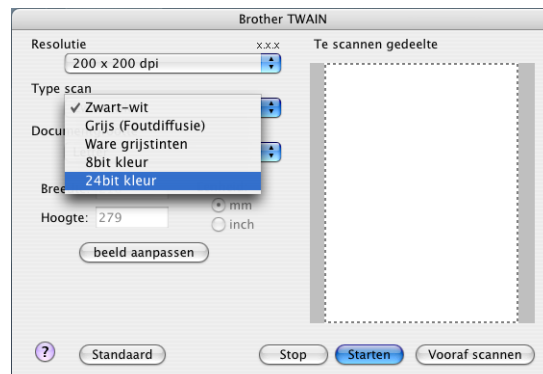 Brother TWAIN
Resolutie
x.x.x
200 x 200 dpi
Type scan
✓ Zwart-wit
Grijs (Foutdiffusie)
Ware grijstinten
8bit kleur
24bit kleur
Hoogte: 279
mm
inch
beeld aanpassen
Te scannen gedeelte
?
Standaard
Stop
Starten
Vooraf scannen